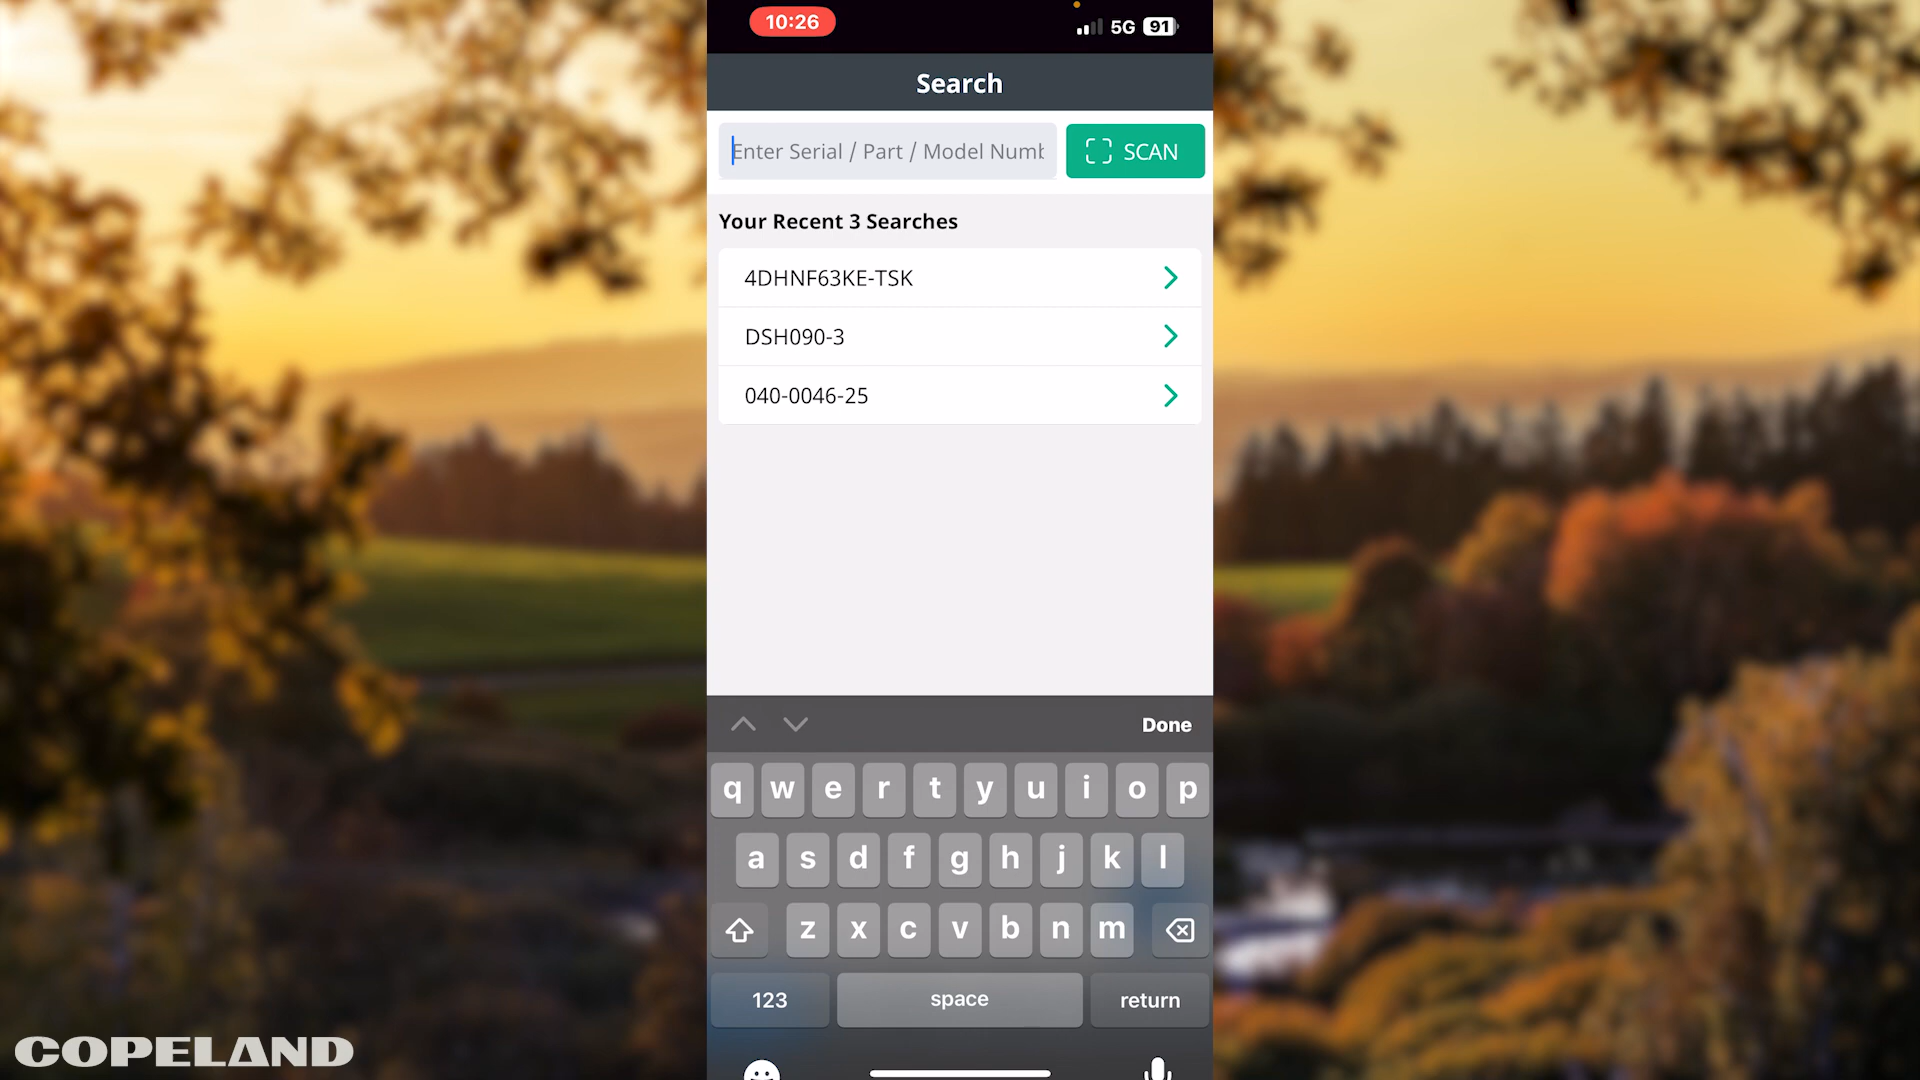 10:26
5G 91
Search
Enter Serial / Part / Model Numb
SCAN
Your Recent 3 Searches
4DHNF63KE-TSK
DSH090-3
040-0046-25
Done
q w e r t y u i o p
a s d f g h j k l
z x c v b n m
123 space return
COPELAND